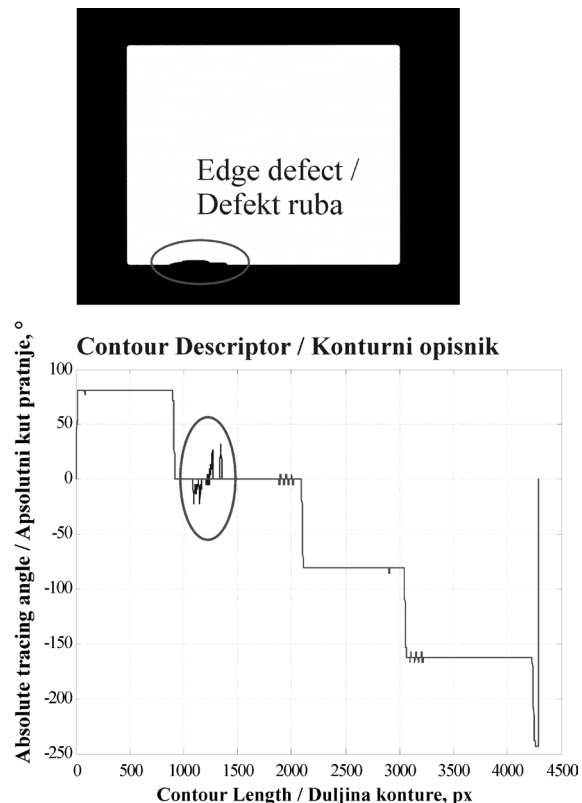 Edge defect /
Defekt ruba
Contour Descriptor / Konturni opisnik
Absolute tracing angle / Apsolutni kut pratnje, °
100
50
0
-50
-100
-150
-200
-250
0 500 1000 1500 2000 2500 3000 3500 4000 4500
Contour Length / Duljina konture, px